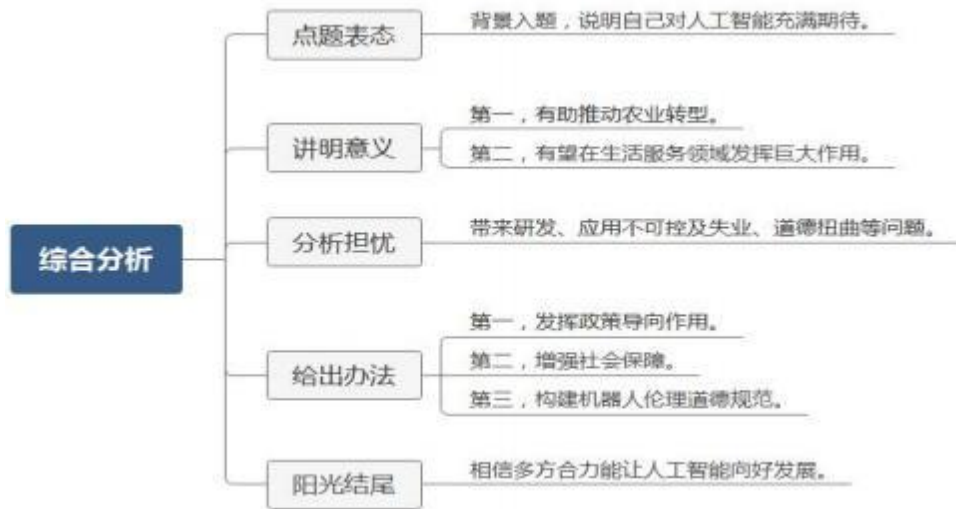 综合分析
点题表态
背景入题，说明自己对人工智能充满期待。
讲明意义
第一，有助推动农业转型。
第二，有望在生活服务领域发挥巨大作用。
分析担忧
带来研发、应用不可控及失业、道德扭曲等问题。
给出办法
第一，发挥政策导向作用。
第二，增强社会保障。
第三，构建机器人伦理道德规范。
阳光结尾
相信多方合力能让人工智能向好发展。